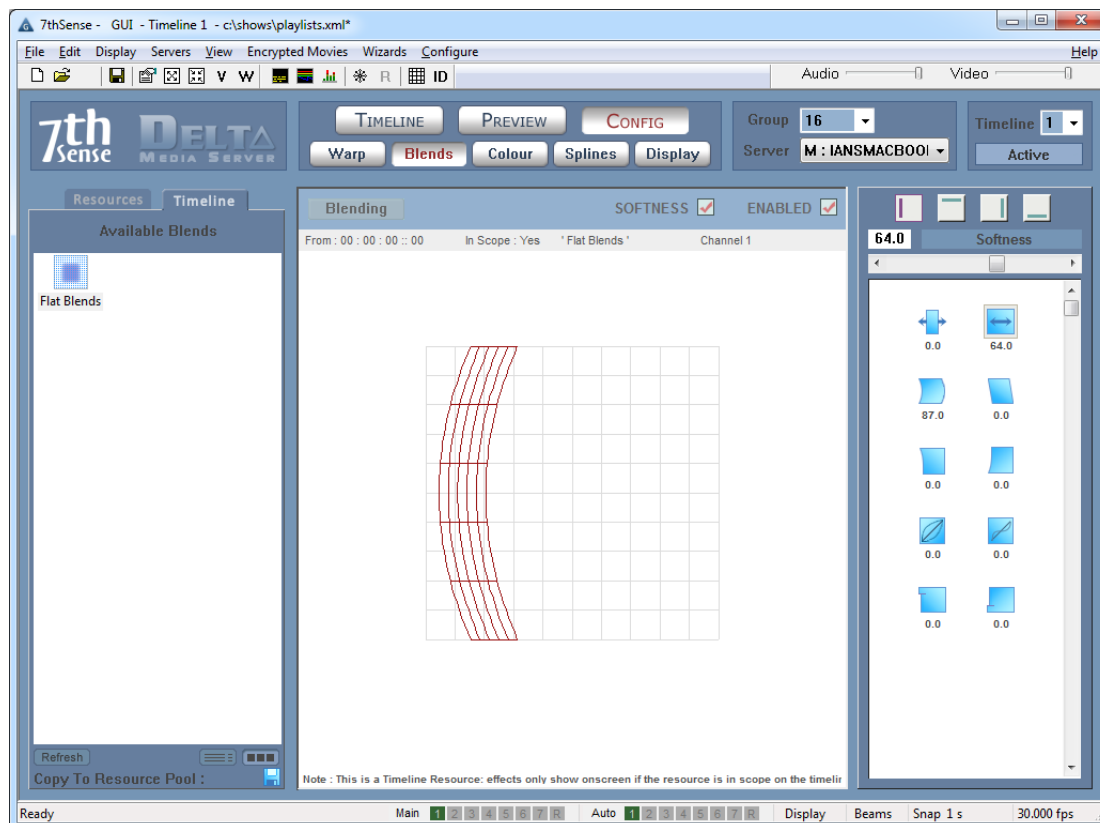 7thSense - GUI - Timeline 1 - c:\shows\playlists.xml*
File Edit Display Servers View Encrypted Movies Wizards Configure Help
V W R ID Audio Video
7th sense DELTA MEDIA SERVER
TIMELINE PREVIEW CONFIG
Warp Blends Colour Splines Display
Group 16
Server M : IANSMACBOOI
Timeline 1
Active
Resources Timeline
Available Blends
Flat Blends
Refresh
Copy To Resource Pool :
Blending SOFTNESS ENABLED
From : 00 : 00 : 00 :: 00 In Scope : Yes ' Flat Blends ' Channel 1
Note : This is a Timeline Resource: effects only show onscreen if the resource is in scope on the timelin
64.0 Softness
0.0 64.0
87.0 0.0
0.0 0.0
0.0 0.0
0.0 0.0
Ready Main 1 2 3 4 5 6 7 R Auto 1 2 3 4 5 6 7 R Display Beams Snap 1 s 30.000 fps